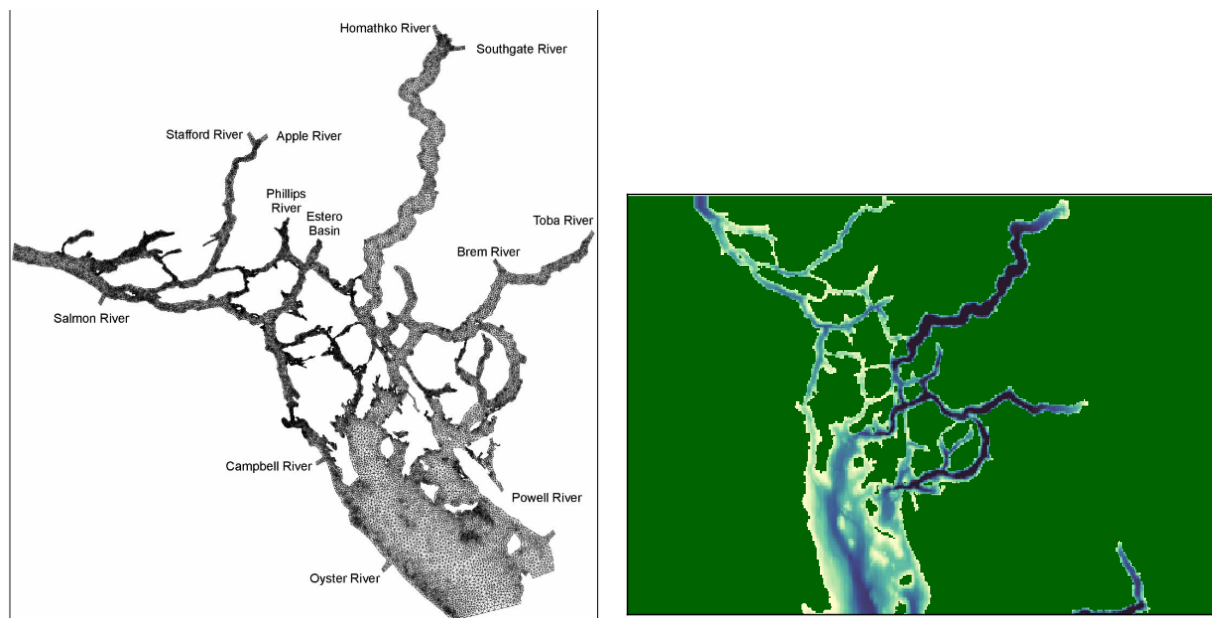 Homathko River
Southgate River
Stafford River
Apple River
Phillips
River
Estero
Basin
Toba River
Brem River
Salmon River
Campbell River
Powell River
Oyster River